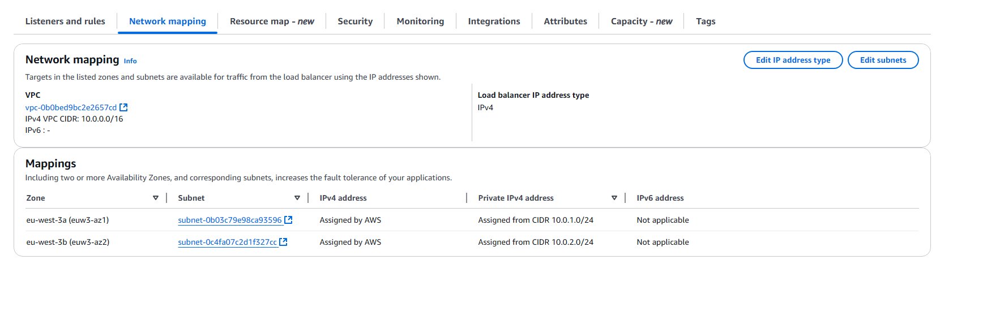 Listeners and rules Network mapping Resource map - new Security Monitoring Integrations Attributes Capacity - new Tags
Network mapping Info
Edit IP address type Edit subnets
Targets in the listed zones and subnets are available for traffic from the load balancer using the IP addresses shown.
VPC
vpc-0b0bed9bc2e2657cd
IPv4 VPC CIDR: 10.0.0.0/16
IPv6 : -
Load balancer IP address type
IPv4
Mappings
Including two or more Availability Zones, and corresponding subnets, increases the fault tolerance of your applications.
Zone Subnet IPv4 address Private IPv4 address IPv6 address
eu-west-3a (euw3-az1) subnet-0b03c79e98ca93596 Assigned by AWS Assigned from CIDR 10.0.1.0/24 Not applicable
eu-west-3b (euw3-az2) subnet-0c4fa07c2d1f327cc Assigned by AWS Assigned from CIDR 10.0.2.0/24 Not applicable